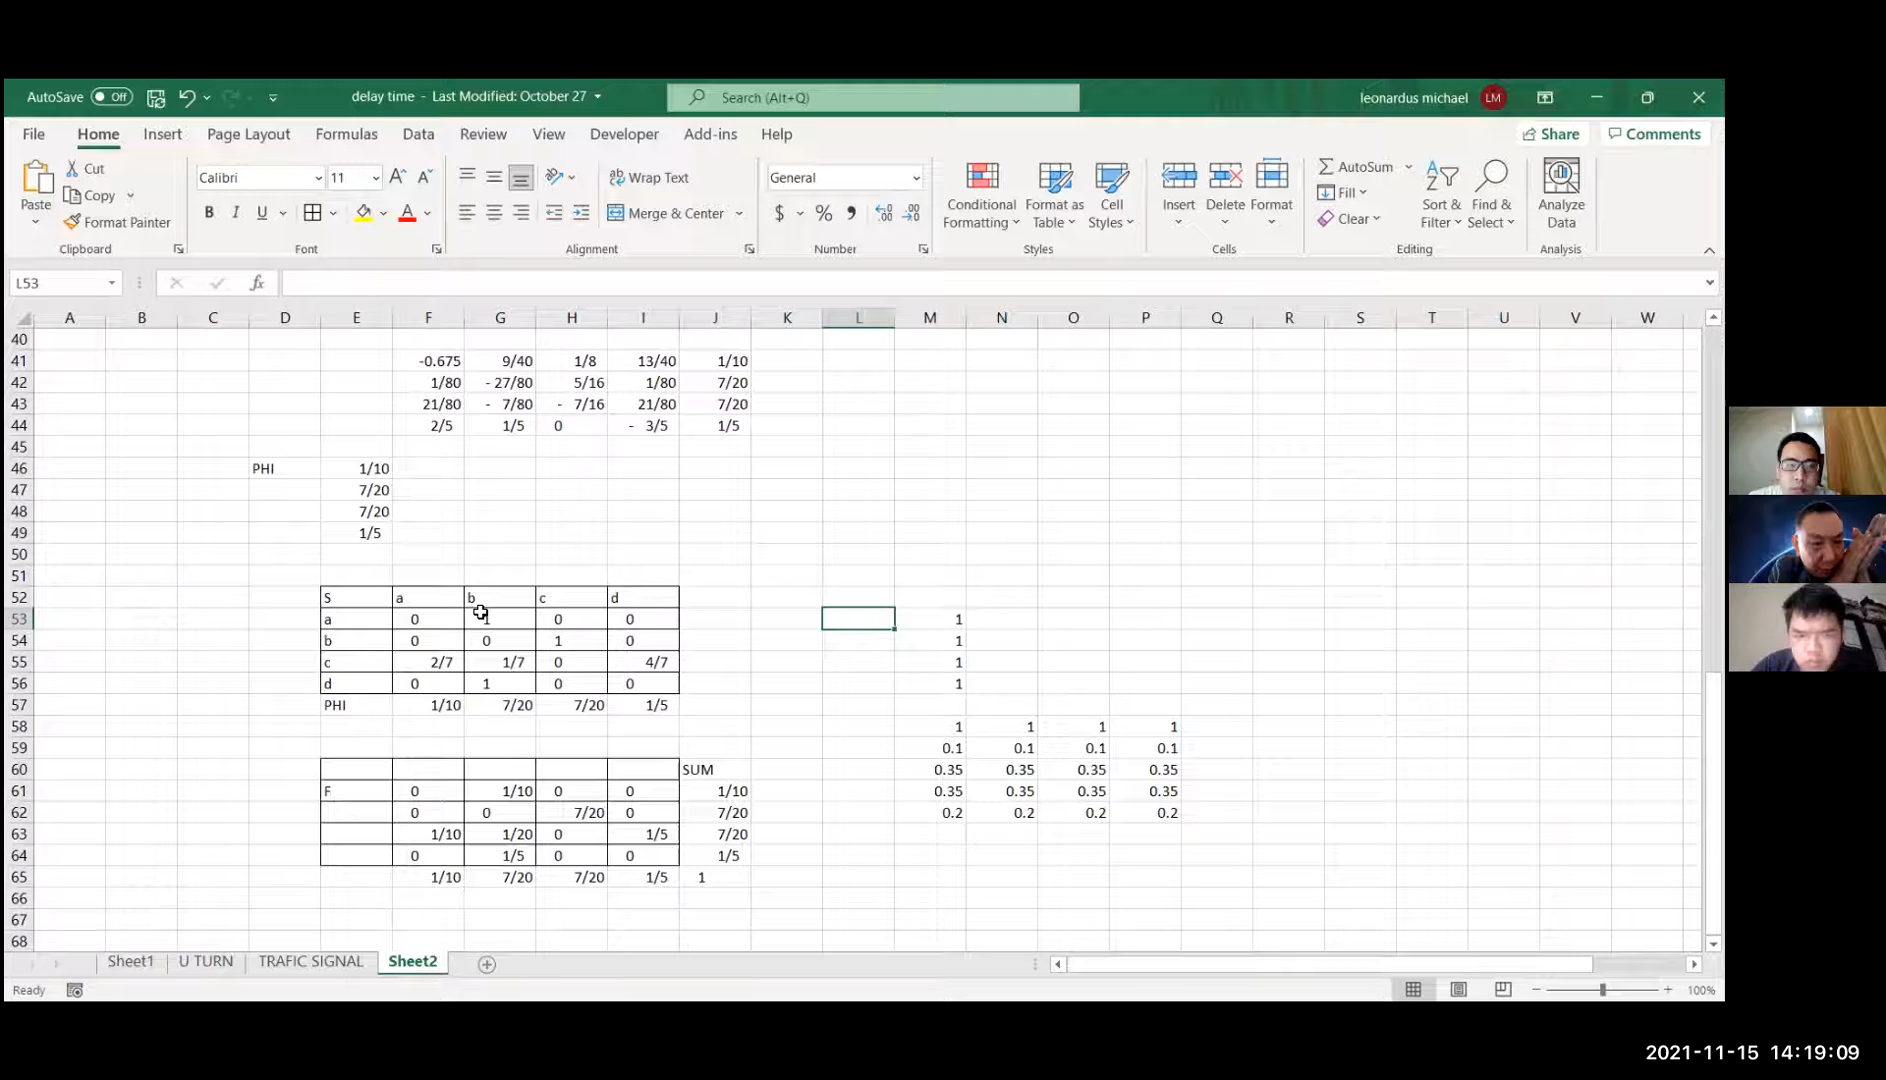 AutoSave Off delay time - Last Modified: October 27 Search (Alt+Q) leonardus michael LM
File Home Insert Page Layout Formulas Data Review View Developer Add-ins Help Share Comments
Paste Cut Copy Format Painter
Calibri 11
B I U A
Wrap Text
Merge & Center
General
$ % 9
Conditional Formatting Format as Table Cell Styles
Insert Delete Format
AutoSum Fill Clear
Sort & Filter Find & Select
Analyze Data
Clipboard Font Alignment Number Styles Cells Editing Analysis
L53 fx
A B C D E F G H I J K L M N O P Q R S T U V W
40
41 -0.675 9/40 1/8 13/40 1/10
42 1/80 - 27/80 5/16 1/80 7/20
43 21/80 - 7/80 - 7/16 21/80 7/20
44 2/5 1/5 0 - 3/5 1/5
45
46 PHI 1/10
47 7/20
48 7/20
49 1/5
50
51
52 S a b c d
53 a 0 1 0 0 1
54 b 0 0 1 0 1
55 c 2/7 1/7 0 4/7 1
56 d 0 1 0 0 1
57 PHI 1/10 7/20 7/20 1/5
58 1 1 1 1
59 0.1 0.1 0.1 0.1
60 SUM 0.35 0.35 0.35 0.35
61 F 0 1/10 0 0 1/10 0.35 0.35 0.35 0.35
62 0 0 7/20 0 7/20 0.2 0.2 0.2 0.2
63 1/10 1/20 0 1/5 7/20
64 0 1/5 0 0 1/5
65 1/10 7/20 7/20 1/5 1
66
67
68
Sheet1 U TURN TRAFIC SIGNAL Sheet2
Ready 100%
2021-11-15 14:19:09